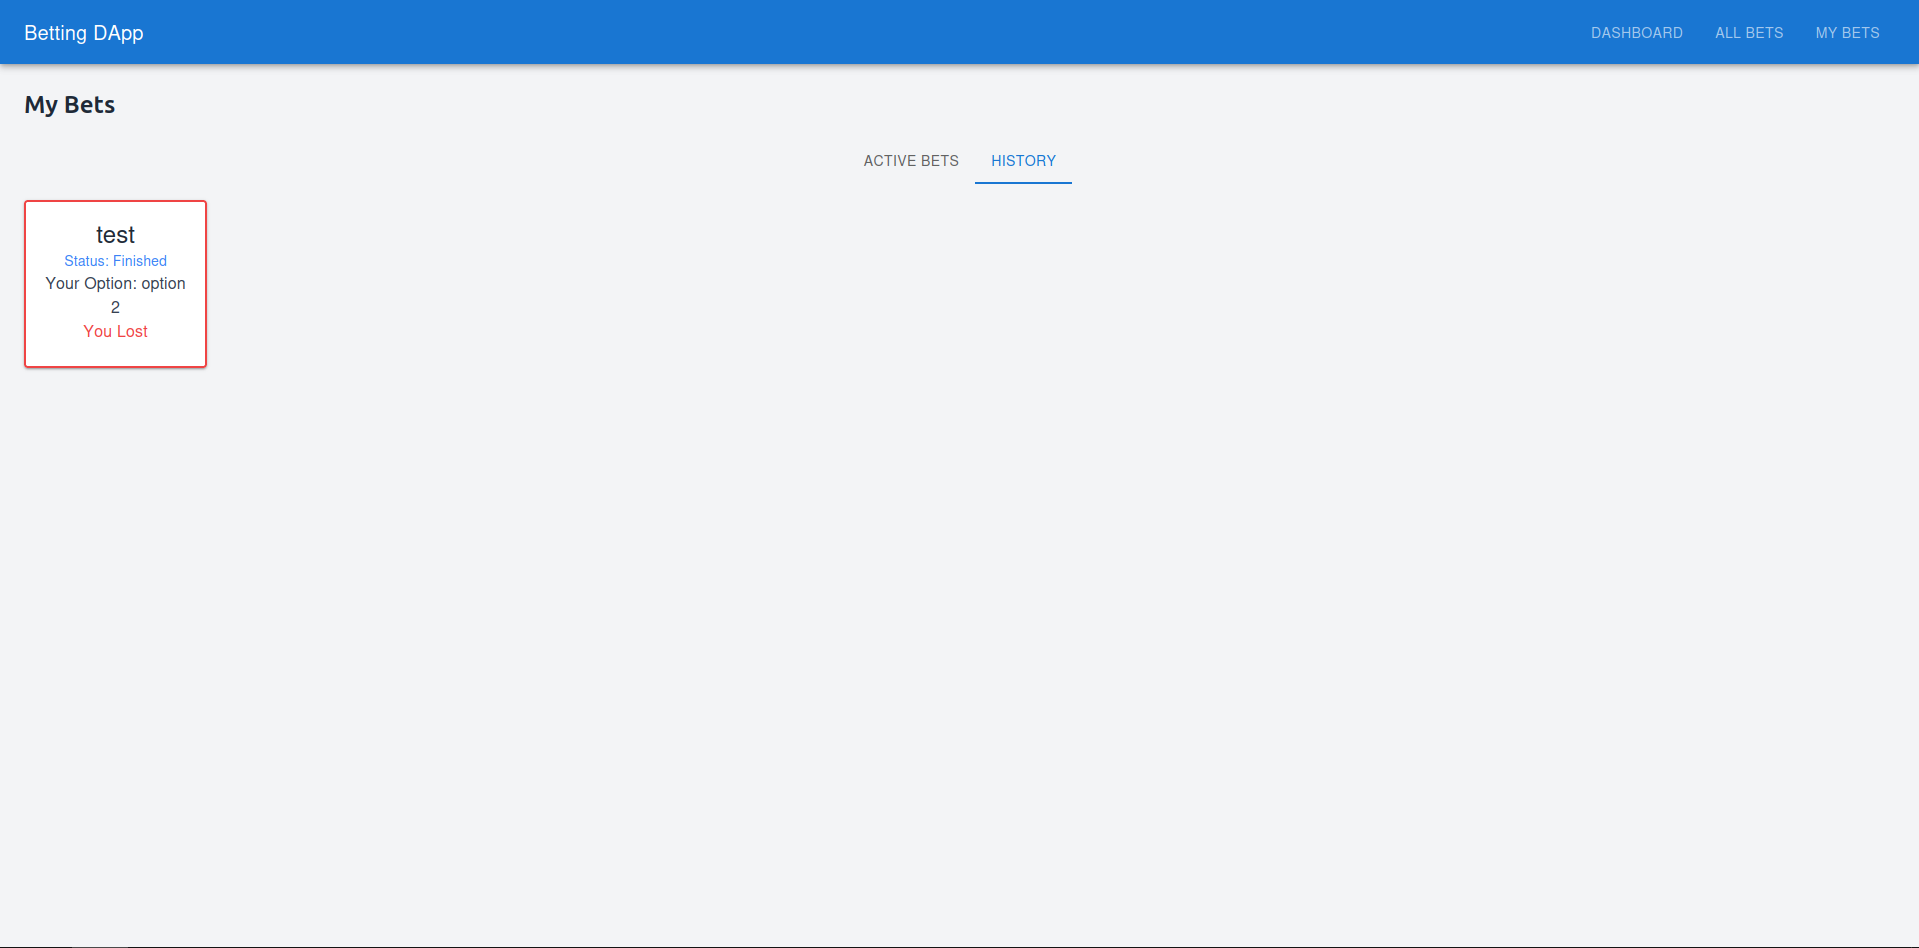 Betting DApp
DASHBOARD
ALL BETS
MY BETS
My Bets
ACTIVE BETS
HISTORY
test
Status: Finished
Your Option: option
2
You Lost